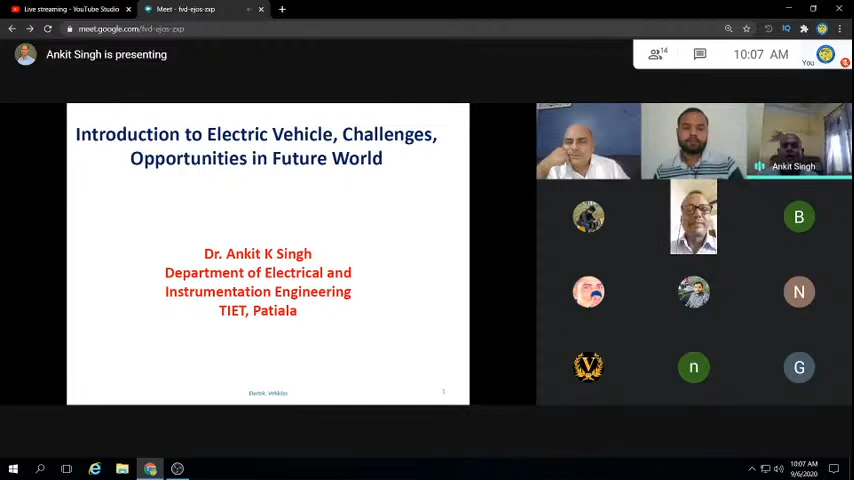 Live streaming - YouTube Studio
Meet - fvd-ejos-zxp
meet.google.com/fvd-ejos-zxp
Ankit Singh is presenting
14
10:07 AM
You
Introduction to Electric Vehicle, Challenges,
Opportunities in Future World
Dr. Ankit K Singh
Department of Electrical and
Instrumentation Engineering
TIET, Patiala
Electric Vehicles
1
Ankit Singh
B
N
V
n
G
10:07 AM
9/6/2020